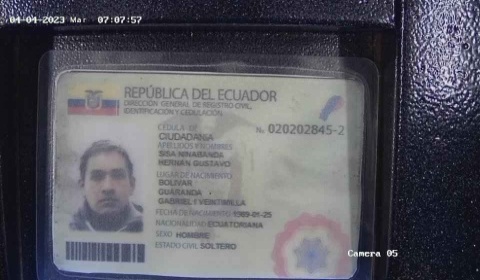 04-04-2023 Mar 07:07:57
REPÚBLICA DEL ECUADOR
DIRECCIÓN GENERAL DE REGISTRO CIVIL,
IDENTIFICACIÓN Y CEDULACIÓN
CÉDULA DE
N. 020202845-2
CIUDADANÍA
APELLIDOS Y NOMBRES
SISA NINABANDA
HERNAN GUSTAVO
LUGAR DE NACIMIENTO
BOLIVAR
GUARANDA
GABRIEL I VEINTIMILLA
FECHA DE NACIMIENTO 1989-01-25
NACIONALIDAD ECUATORIANA
SEXO HOMBRE
ESTADO CIVIL SOLTERO
Camera 05